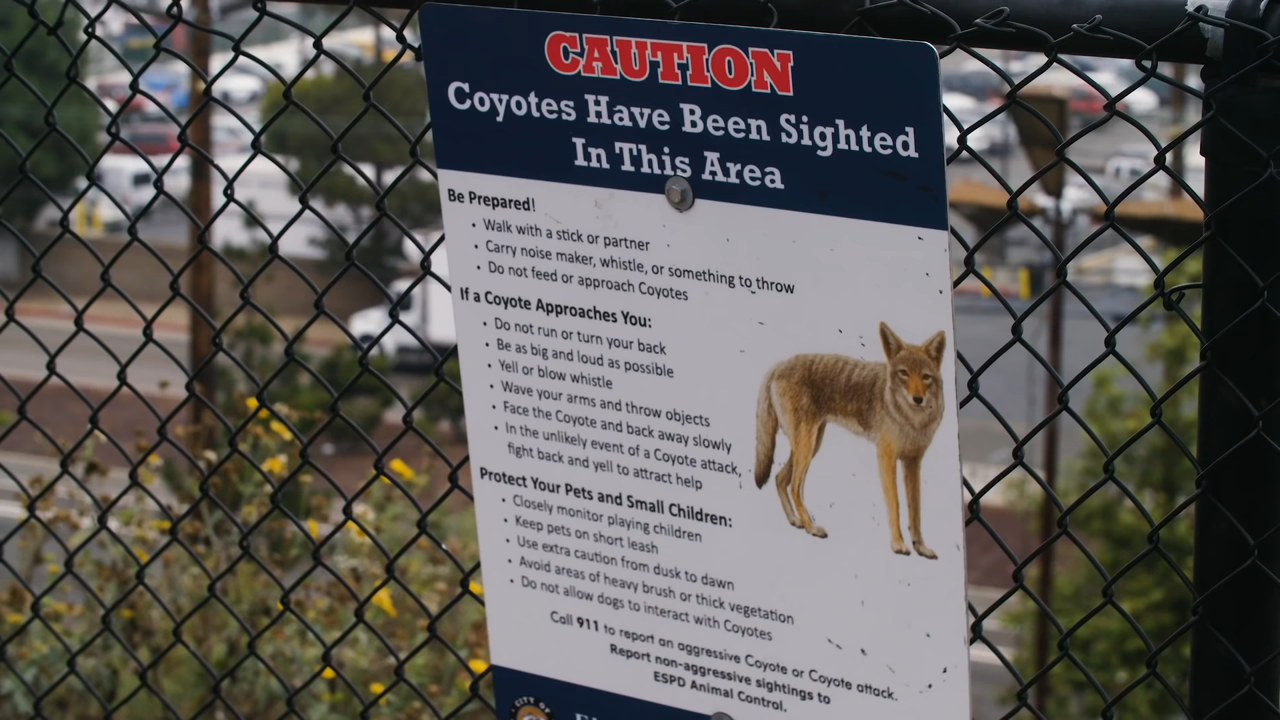 CAUTION
Coyotes Have Been Sighted
In This Area
Be Prepared!
• Walk with a stick or partner
• Carry noise maker, whistle, or something to throw
• Do not feed or approach Coyotes
If a Coyote Approaches You:
• Do not run or turn your back
• Be as big and loud as possible
• Yell or blow whistle
• Wave your arms and throw objects
• Face the Coyote and back away slowly
• In the unlikely event of a Coyote attack,
fight back and yell to attract help
Protect Your Pets and Small Children:
• Closely monitor playing children
• Keep pets on short leash
• Use extra caution from dusk to dawn
• Avoid areas of heavy brush or thick vegetation
• Do not allow dogs to interact with Coyotes
Call 911 to report an aggressive Coyote or Coyote attack.
Report non-aggressive sightings to
ESPD Animal Control.
CITY OF